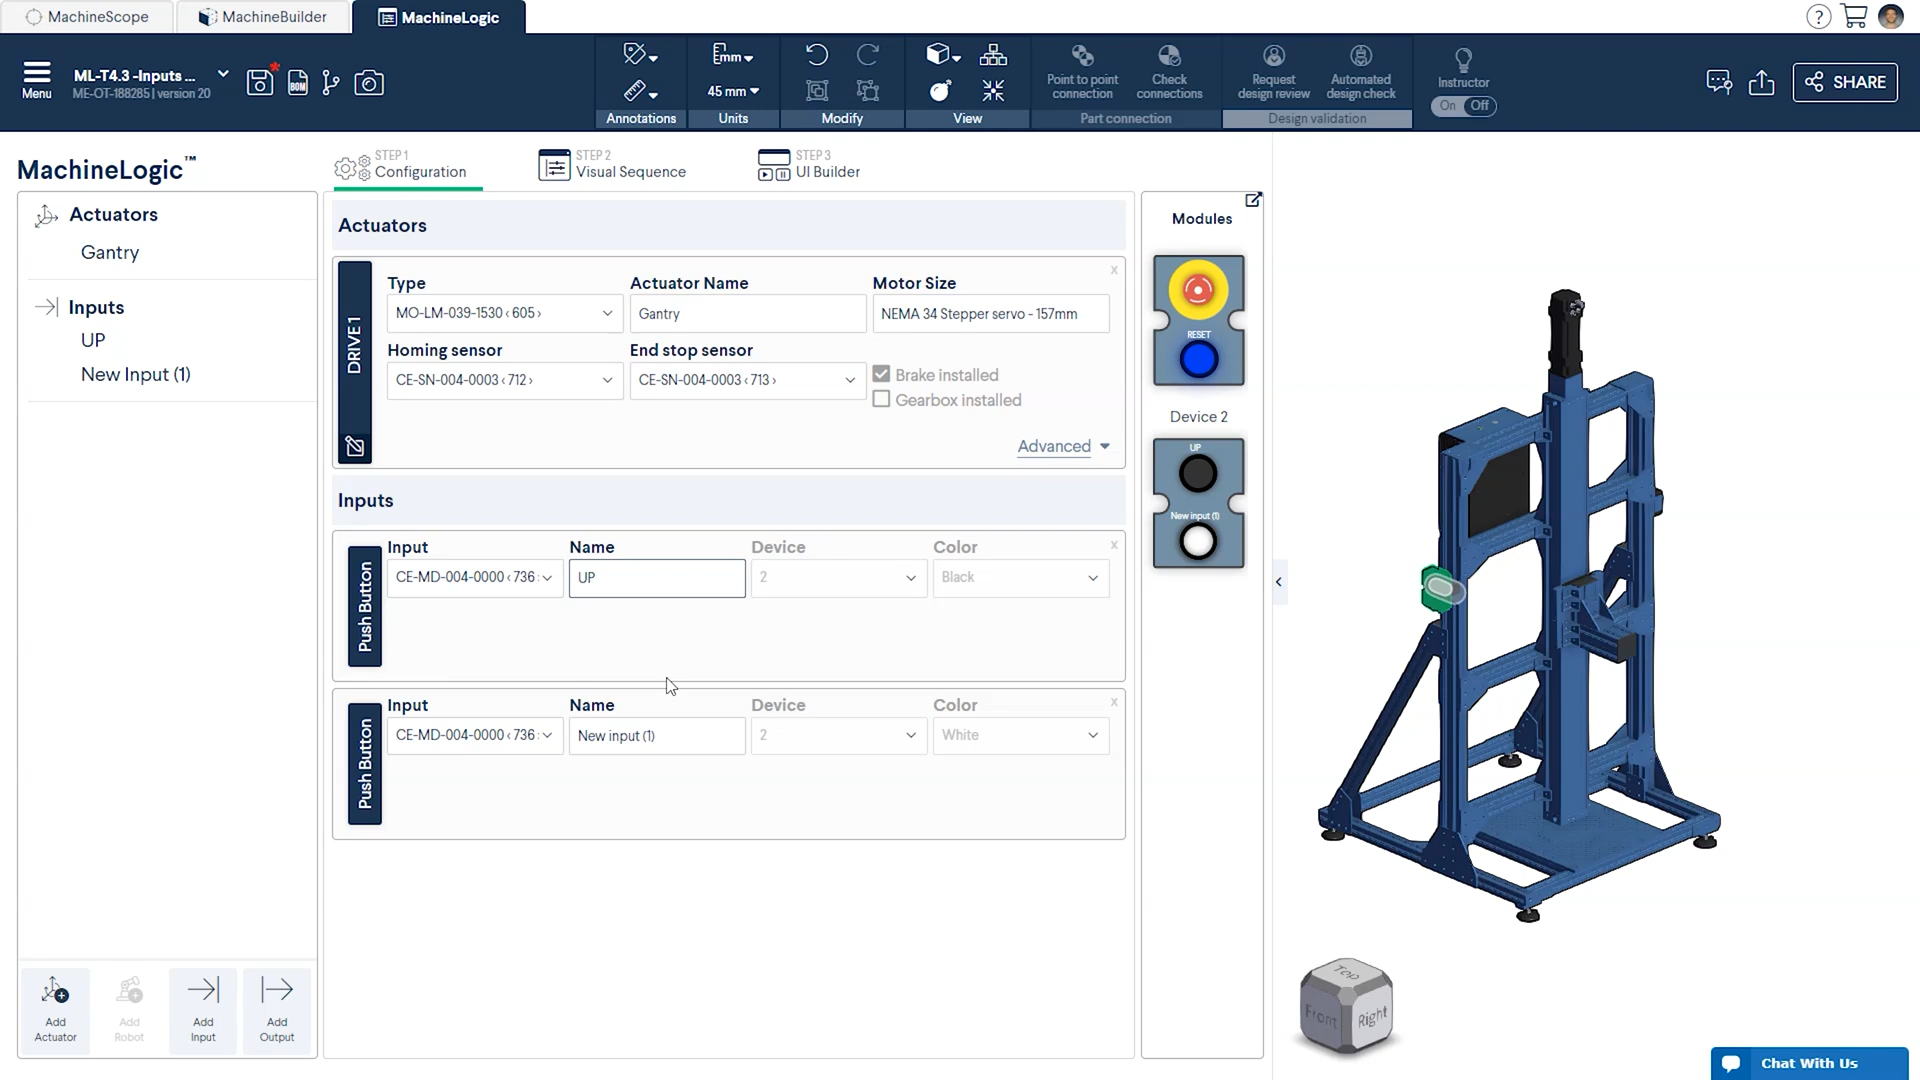 MachineScope
MachineBuilder
MachineLogic
Menu
ML-T4.3 -Inputs ...
ME-OT-188285 | version 20
BOM
mm
45 mm
Annotations
Units
Modify
View
Point to point
connection
Check
connections
Part connection
Request
design review
Automated
design check
Design validation
Instructor
On Off
SHARE
MachineLogic™
STEP 1
Configuration
STEP 2
Visual Sequence
STEP 3
UI Builder
Actuators
Gantry
Inputs
UP
New Input (1)
Add
Actuator
Add
Robot
Add
Input
Add
Output
Actuators
DRIVE 1
Type
Actuator Name
Motor Size
MO-LM-039-1530 ‹ 605 ›
Gantry
NEMA 34 Stepper servo - 157mm
Homing sensor
End stop sensor
CE-SN-004-0003 ‹ 712 ›
CE-SN-004-0003 ‹ 713 ›
Brake installed
Gearbox installed
x
Advanced
Inputs
Push Button
Input
Name
Device
Color
x
CE-MD-004-0000 ‹ 736 :
UP
2
Black
Push Button
Input
Name
Device
Color
x
CE-MD-004-0000 ‹ 736 :
New input (1)
2
White
Modules
RESET
Device 2
UP
New input (1)
Top
Front
Right
Chat With Us
?